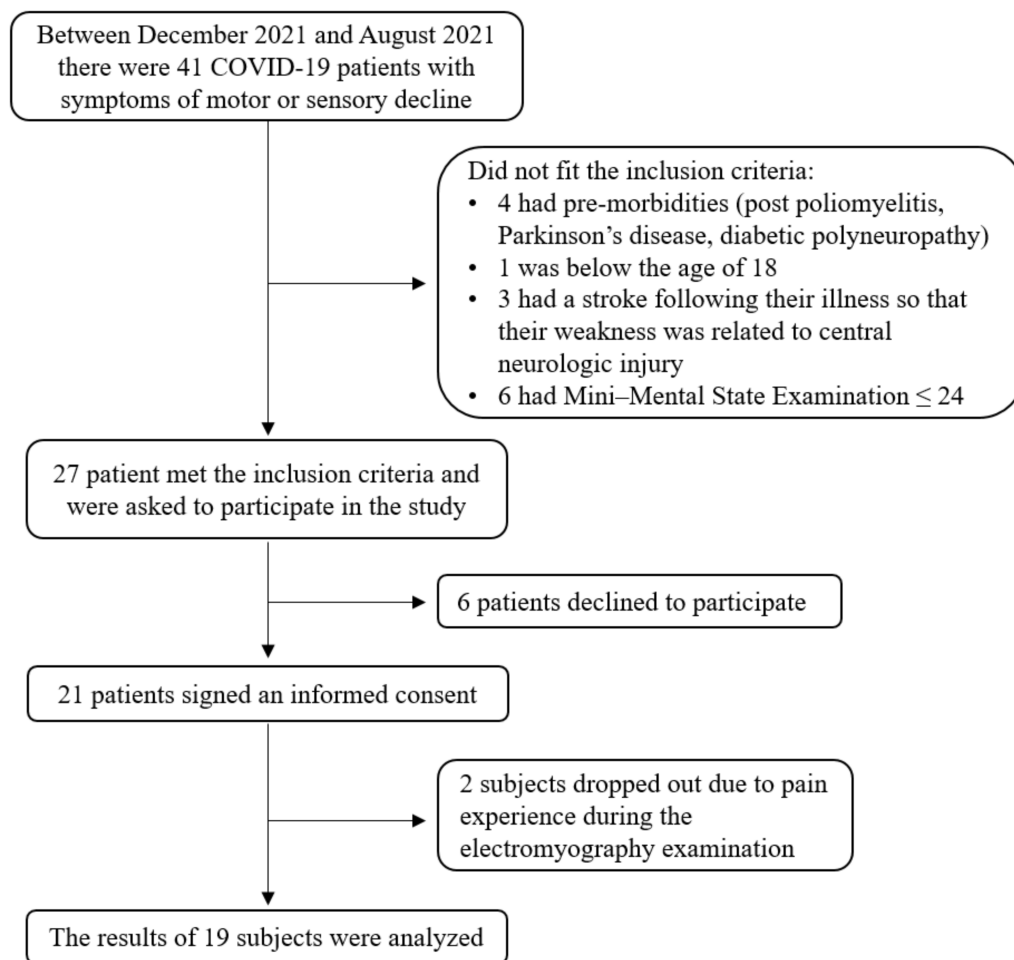 Between December 2021 and August 2021
there were 41 COVID-19 patients with
symptoms of motor or sensory decline
Did not fit the inclusion criteria:
• 4 had pre-morbidities (post poliomyelitis,
Parkinson’s disease, diabetic polyneuropathy)
• 1 was below the age of 18
• 3 had a stroke following their illness so that
their weakness was related to central
neurologic injury
• 6 had Mini–Mental State Examination ≤ 24
27 patient met the inclusion criteria and
were asked to participate in the study
6 patients declined to participate
21 patients signed an informed consent
2 subjects dropped out due to pain
experience during the
electromyography examination
The results of 19 subjects were analyzed